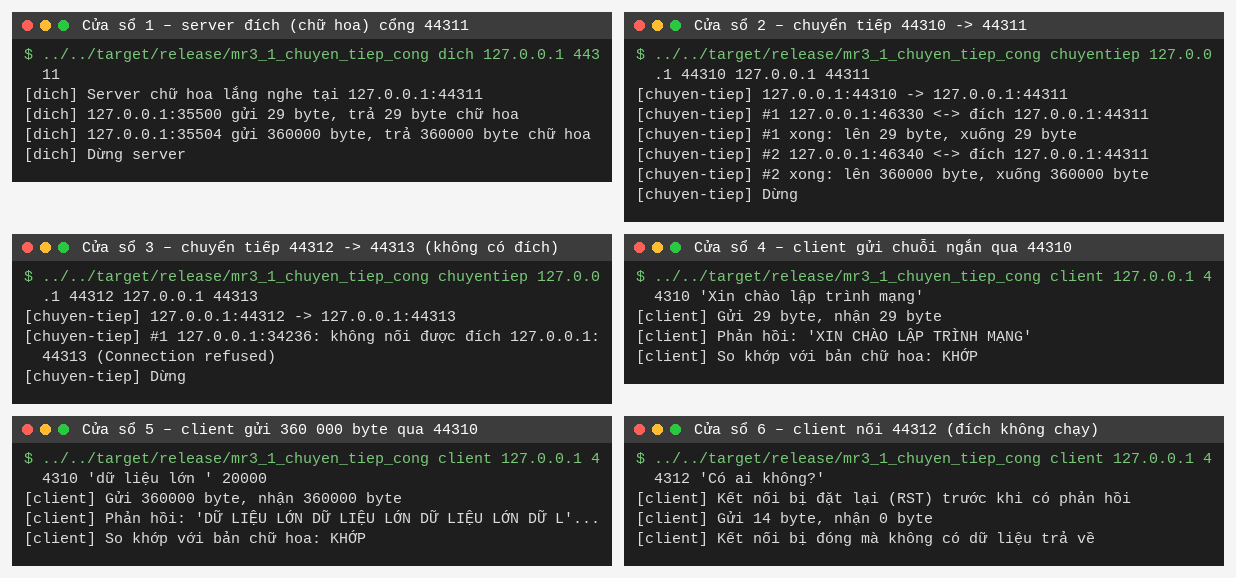 Cửa sổ 1 – server đích (chữ hoa) cổng 44311
$ ../../target/release/mr3_1_chuyen_tiep_cong dich 127.0.0.1 443
11
[dich] Server chữ hoa lắng nghe tại 127.0.0.1:44311
[dich] 127.0.0.1:35500 gửi 29 byte, trả 29 byte chữ hoa
[dich] 127.0.0.1:35504 gửi 360000 byte, trả 360000 byte chữ hoa
[dich] Dừng server
Cửa sổ 2 – chuyển tiếp 44310 -> 44311
$ ../../target/release/mr3_1_chuyen_tiep_cong chuyentiep 127.0.0
.1 44310 127.0.0.1 44311
[chuyen-tiep] 127.0.0.1:44310 -> 127.0.0.1:44311
[chuyen-tiep] #1 127.0.0.1:46330 <-> đích 127.0.0.1:44311
[chuyen-tiep] #1 xong: lên 29 byte, xuống 29 byte
[chuyen-tiep] #2 127.0.0.1:46340 <-> đích 127.0.0.1:44311
[chuyen-tiep] #2 xong: lên 360000 byte, xuống 360000 byte
[chuyen-tiep] Dừng
Cửa sổ 3 – chuyển tiếp 44312 -> 44313 (không có đích)
$ ../../target/release/mr3_1_chuyen_tiep_cong chuyentiep 127.0.0
.1 44312 127.0.0.1 44313
[chuyen-tiep] 127.0.0.1:44312 -> 127.0.0.1:44313
[chuyen-tiep] #1 127.0.0.1:34236: không nối được đích 127.0.0.1:
44313 (Connection refused)
[chuyen-tiep] Dừng
Cửa sổ 4 – client gửi chuỗi ngắn qua 44310
$ ../../target/release/mr3_1_chuyen_tiep_cong client 127.0.0.1 4
4310 'Xin chào lập trình mạng'
[client] Gửi 29 byte, nhận 29 byte
[client] Phản hồi: 'XIN CHÀO LẬP TRÌNH MẠNG'
[client] So khớp với bản chữ hoa: KHỚP
Cửa sổ 5 – client gửi 360 000 byte qua 44310
$ ../../target/release/mr3_1_chuyen_tiep_cong client 127.0.0.1 4
4310 'dữ liệu lớn ' 20000
[client] Gửi 360000 byte, nhận 360000 byte
[client] Phản hồi: 'DỮ LIỆU LỚN DỮ LIỆU LỚN DỮ LIỆU LỚN DỮ L'...
[client] So khớp với bản chữ hoa: KHỚP
Cửa sổ 6 – client nối 44312 (đích không chạy)
$ ../../target/release/mr3_1_chuyen_tiep_cong client 127.0.0.1 4
4312 'Có ai không?'
[client] Kết nối bị đặt lại (RST) trước khi có phản hồi
[client] Gửi 14 byte, nhận 0 byte
[client] Kết nối bị đóng mà không có dữ liệu trả về